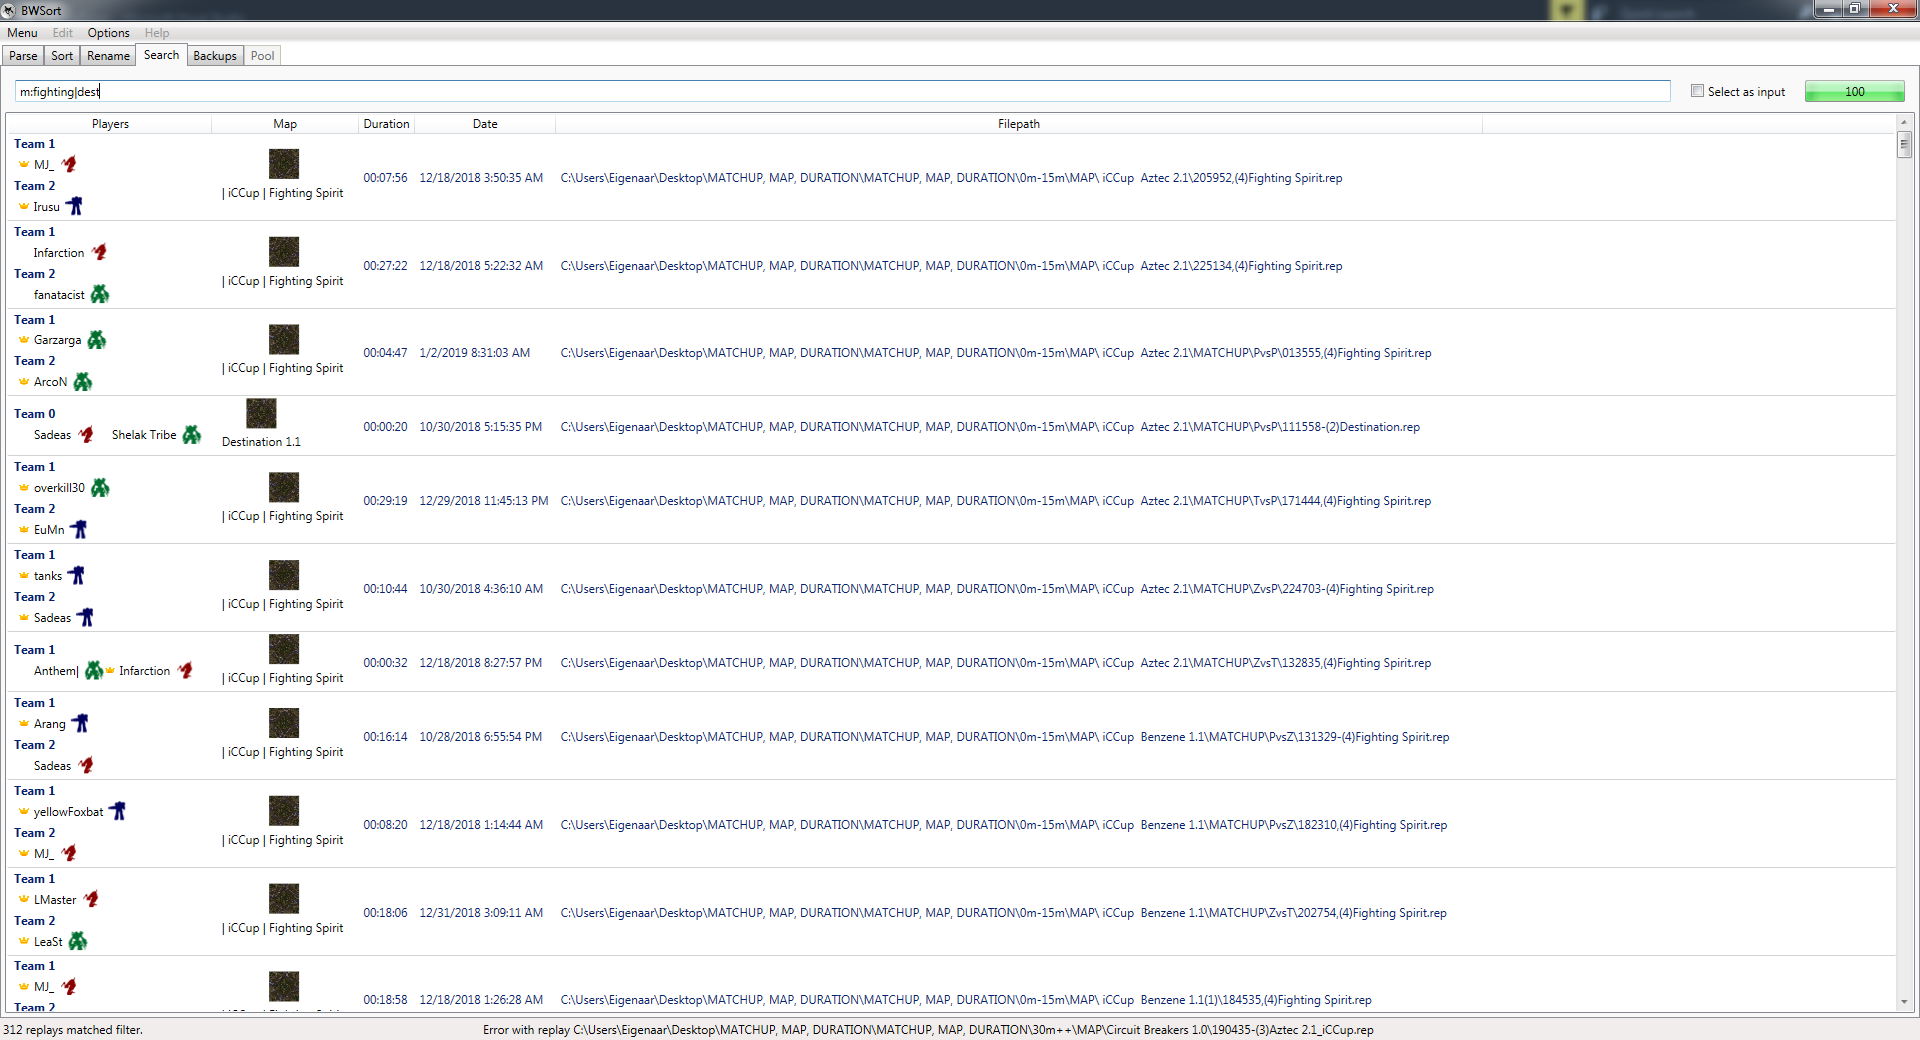 BWSort
Menu Edit Options Help
Parse Sort Rename Search Backups Pool
m:fighting|dest
Select as input
100
Players Map Duration Date Filepath
Team 1
MJ_
Team 2
Irusu
| iCCup | Fighting Spirit
00:07:56 12/18/2018 3:50:35 AM C:\Users\Eigenaar\Desktop\MATCHUP, MAP, DURATION\MATCHUP, MAP, DURATION\0m-15m\MAP\ iCCup  Aztec 2.1\205952,(4)Fighting Spirit.rep
Team 1
Infarction
Team 2
fanatacist
| iCCup | Fighting Spirit
00:27:22 12/18/2018 5:22:32 AM C:\Users\Eigenaar\Desktop\MATCHUP, MAP, DURATION\MATCHUP, MAP, DURATION\0m-15m\MAP\ iCCup  Aztec 2.1\225134,(4)Fighting Spirit.rep
Team 1
Garzarga
Team 2
ArcoN
| iCCup | Fighting Spirit
00:04:47 1/2/2019 8:31:03 AM C:\Users\Eigenaar\Desktop\MATCHUP, MAP, DURATION\MATCHUP, MAP, DURATION\0m-15m\MAP\ iCCup  Aztec 2.1\MATCHUP\PvsP\013555,(4)Fighting Spirit.rep
Team 0
Sadeas Shelak Tribe
Destination 1.1
00:00:20 10/30/2018 5:15:35 PM C:\Users\Eigenaar\Desktop\MATCHUP, MAP, DURATION\MATCHUP, MAP, DURATION\0m-15m\MAP\ iCCup  Aztec 2.1\MATCHUP\PvsP\111558-(2)Destination.rep
Team 1
overkill30
Team 2
EuMn
| iCCup | Fighting Spirit
00:29:19 12/29/2018 11:45:13 PM C:\Users\Eigenaar\Desktop\MATCHUP, MAP, DURATION\MATCHUP, MAP, DURATION\0m-15m\MAP\ iCCup  Aztec 2.1\MATCHUP\TvsP\171444,(4)Fighting Spirit.rep
Team 1
tanks
Team 2
Sadeas
| iCCup | Fighting Spirit
00:10:44 10/30/2018 4:36:10 AM C:\Users\Eigenaar\Desktop\MATCHUP, MAP, DURATION\MATCHUP, MAP, DURATION\0m-15m\MAP\ iCCup  Aztec 2.1\MATCHUP\ZvsP\224703-(4)Fighting Spirit.rep
Team 1
Anthem| Infarction
| iCCup | Fighting Spirit
00:00:32 12/18/2018 8:27:57 PM C:\Users\Eigenaar\Desktop\MATCHUP, MAP, DURATION\MATCHUP, MAP, DURATION\0m-15m\MAP\ iCCup  Aztec 2.1\MATCHUP\ZvsT\132835,(4)Fighting Spirit.rep
Team 1
Arang
Team 2
Sadeas
| iCCup | Fighting Spirit
00:16:14 10/28/2018 6:55:54 PM C:\Users\Eigenaar\Desktop\MATCHUP, MAP, DURATION\MATCHUP, MAP, DURATION\0m-15m\MAP\ iCCup  Benzene 1.1\MATCHUP\PvsZ\131329-(4)Fighting Spirit.rep
Team 1
yellowFoxbat
Team 2
MJ_
| iCCup | Fighting Spirit
00:08:20 12/18/2018 1:14:44 AM C:\Users\Eigenaar\Desktop\MATCHUP, MAP, DURATION\MATCHUP, MAP, DURATION\0m-15m\MAP\ iCCup  Benzene 1.1\MATCHUP\PvsZ\182310,(4)Fighting Spirit.rep
Team 1
LMaster
Team 2
LeaSt
| iCCup | Fighting Spirit
00:18:06 12/31/2018 3:09:11 AM C:\Users\Eigenaar\Desktop\MATCHUP, MAP, DURATION\MATCHUP, MAP, DURATION\0m-15m\MAP\ iCCup  Benzene 1.1\MATCHUP\ZvsT\202754,(4)Fighting Spirit.rep
Team 1
MJ_
Team 2
00:18:58 12/18/2018 1:26:28 AM C:\Users\Eigenaar\Desktop\MATCHUP, MAP, DURATION\MATCHUP, MAP, DURATION\0m-15m\MAP\ iCCup  Benzene 1.1(1)\184535,(4)Fighting Spirit.rep
312 replays matched filter.
Error with replay C:\Users\Eigenaar\Desktop\MATCHUP, MAP, DURATION\MATCHUP, MAP, DURATION\30m++\MAP\Circuit Breakers 1.0\190435-(3)Aztec 2.1_iCCup.rep